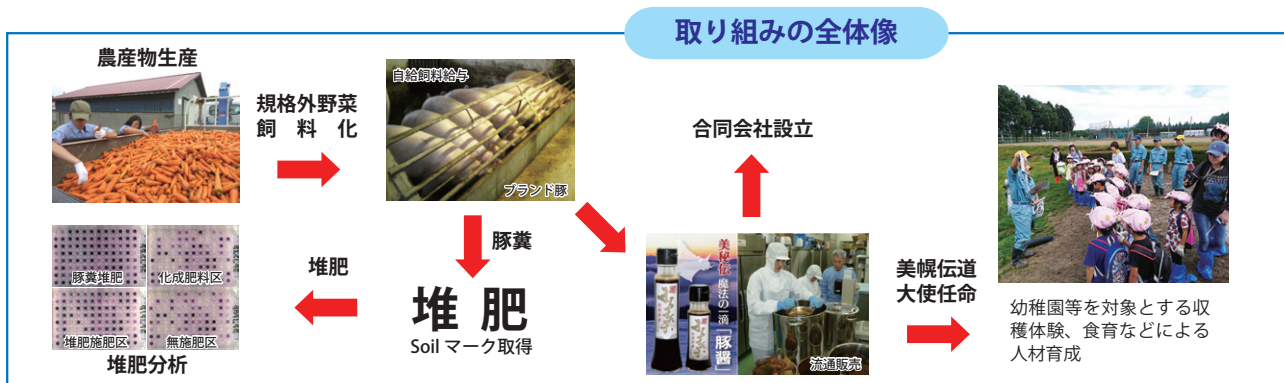 取り組みの全体像
農産物生産
規格外野菜
飼料化
自給飼料給与
ブランド豚
豚糞
堆肥
Soil マーク取得
堆肥
豚糞堆肥
化成肥料区
堆肥施肥区
無施肥区
堆肥分析
合同会社設立
美秘伝
魔法の一滴「豚醤」
流通販売
美幌伝道
大使任命
幼稚園等を対象とする収
穫体験、食育などによる
人材育成